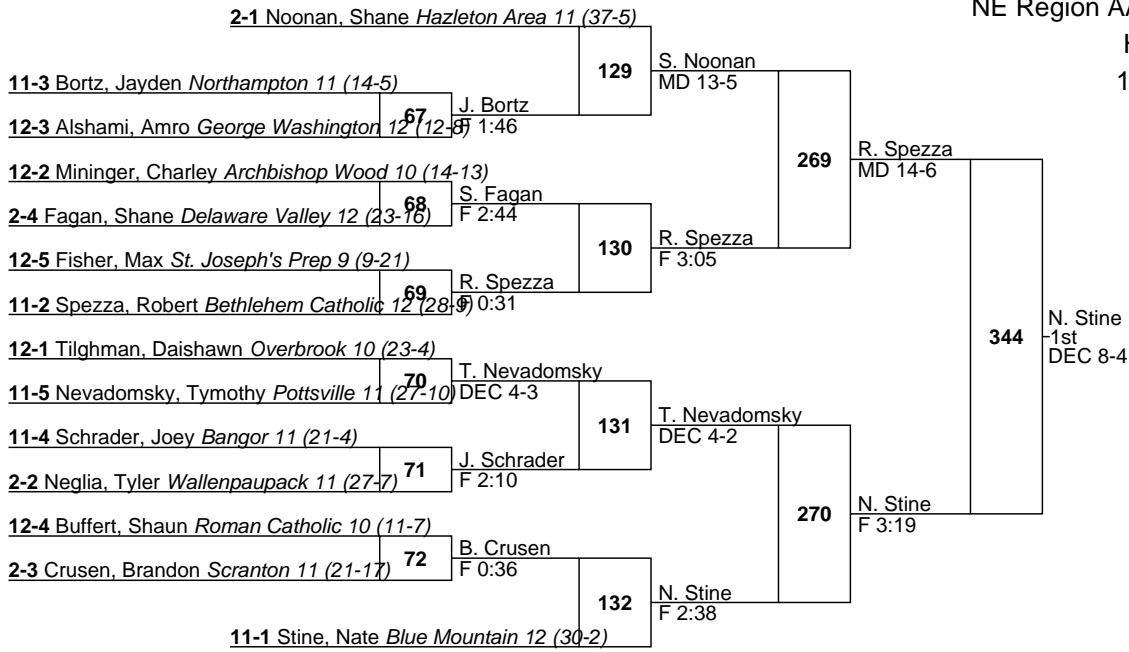 2-1 Noonan, Shane Hazleton Area 11 (37-5)
NE Region
129
S. Noonan
MD 13-5
11-3 Bortz, Jayden Northampton 11 (14-5)
67
J. Bortz
F 1:46
12-3 Alshami, Amro George Washington 12 (12-8)
269
R. Spezza
MD 14-6
12-2 Mininger, Charley Archbishop Wood 10 (14-13)
68
S. Fagan
F 2:44
2-4 Fagan, Shane Delaware Valley 12 (23-16)
130
R. Spezza
F 3:05
12-5 Fisher, Max St. Joseph's Prep 9 (9-21)
69
R. Spezza
F 0:31
11-2 Spezza, Robert Bethlehem Catholic 12 (28-9)
344
N. Stine
1st
DEC 8-4
12-1 Tilghman, Daishawn Overbrook 10 (23-4)
70
T. Nevadomsky
DEC 4-3
11-5 Nevadomsky, Tymothy Pottsville 11 (27-10)
131
T. Nevadomsky
DEC 4-2
11-4 Schrader, Joey Bangor 11 (21-4)
71
J. Schrader
F 2:10
2-2 Neglia, Tyler Wallenpaupack 11 (27-7)
270
N. Stine
F 3:19
12-4 Buffert, Shaun Roman Catholic 10 (11-7)
72
B. Crusen
F 0:36
2-3 Crusen, Brandon Scranton 11 (21-17)
132
N. Stine
F 2:38
11-1 Stine, Nate Blue Mountain 12 (30-2)